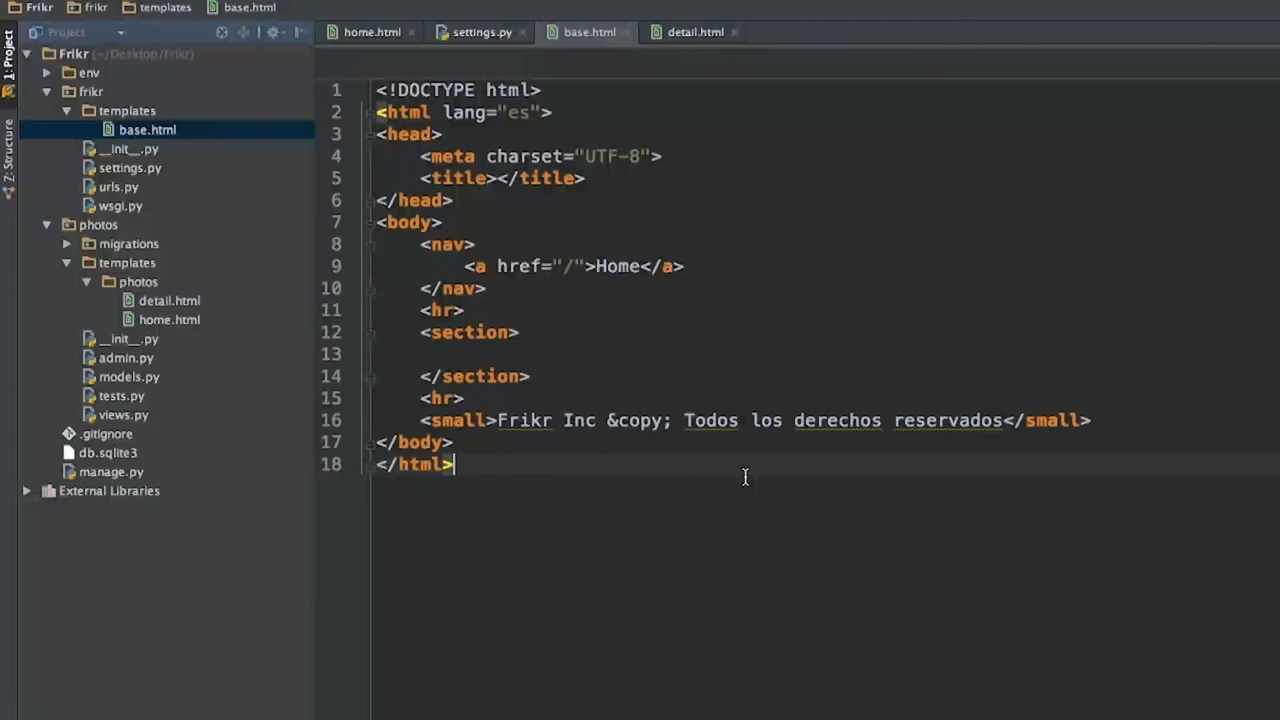 Frikr frikr templates base.html
1: Project
Z: Structure
Project
home.html settings.py base.html detail.html
Frikr (~/Desktop/Frikr)
env
frikr
templates
base.html
__init__.py
settings.py
urls.py
wsgi.py
photos
migrations
templates
photos
detail.html
home.html
__init__.py
admin.py
models.py
tests.py
views.py
.gitignore
db.sqlite3
manage.py
External Libraries
1 <!DOCTYPE html>
2 <html lang="es">
3 <head>
4 <meta charset="UTF-8">
5 <title></title>
6 </head>
7 <body>
8 <nav>
9 <a href="/">Home</a>
10 </nav>
11 <hr>
12 <section>
13
14 </section>
15 <hr>
16 <small>Frikr Inc &copy; Todos los derechos reservados</small>
17 </body>
18 </html>